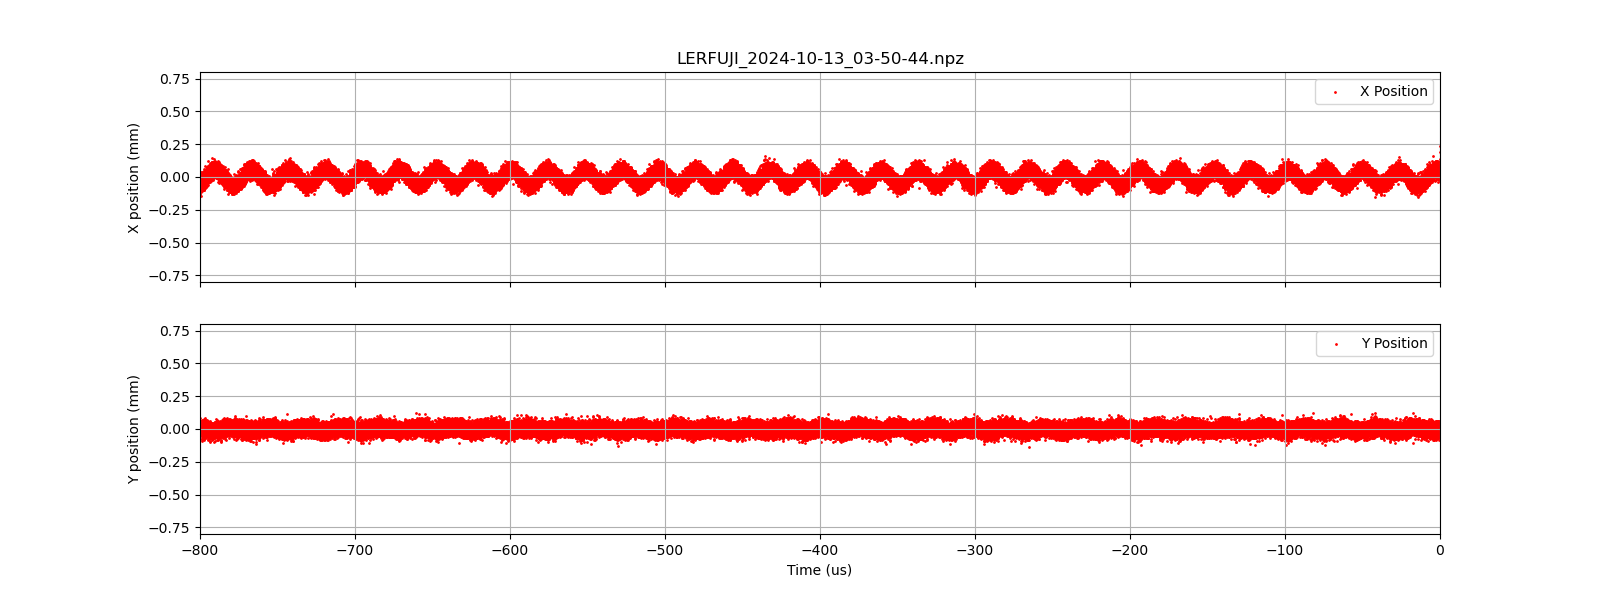 LERFUJI_2024-10-13_03-50-44.npz
X position (mm)
0.75
0.50
0.25
0.00
−0.25
−0.50
−0.75
X Position
Y position (mm)
0.75
0.50
0.25
0.00
−0.25
−0.50
−0.75
Y Position
−800 −700 −600 −500 −400 −300 −200 −100 0
Time (us)